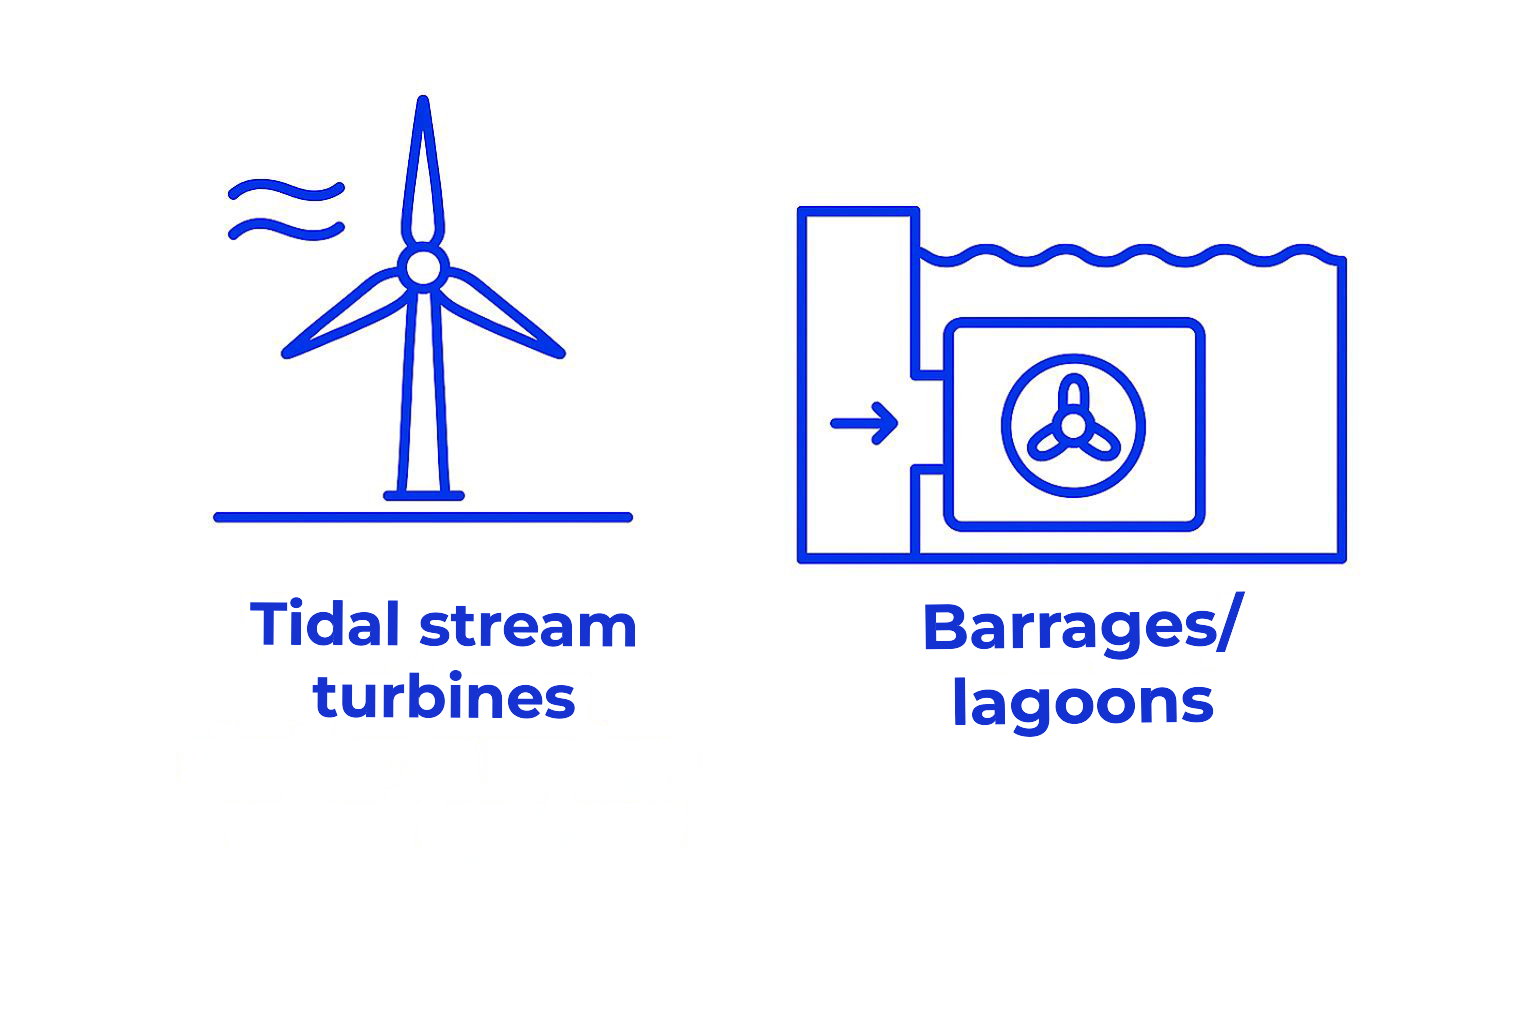 Tidal stream
turbines
Barrages/
lagoons